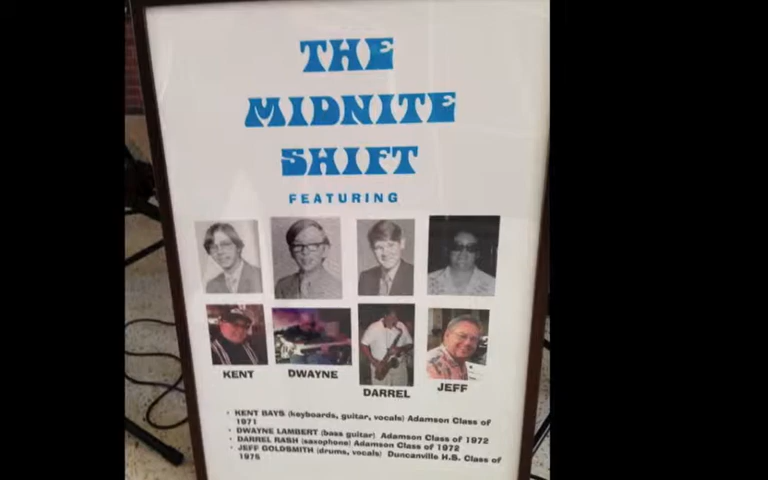 THE
MIDNITE
SHIFT
FEATURING
KENT DWAYNE DARREL JEFF
• KENT BAYS (keyboards, guitar, vocals) Adamson Class of
1971
• DWAYNE LAMBERT (bass guitar) Adamson Class of 1972
• DARREL RASH (saxophone) Adamson Class of 1972
• JEFF GOLDSMITH (drums, vocals) Duncanville H.S. Class of
1975